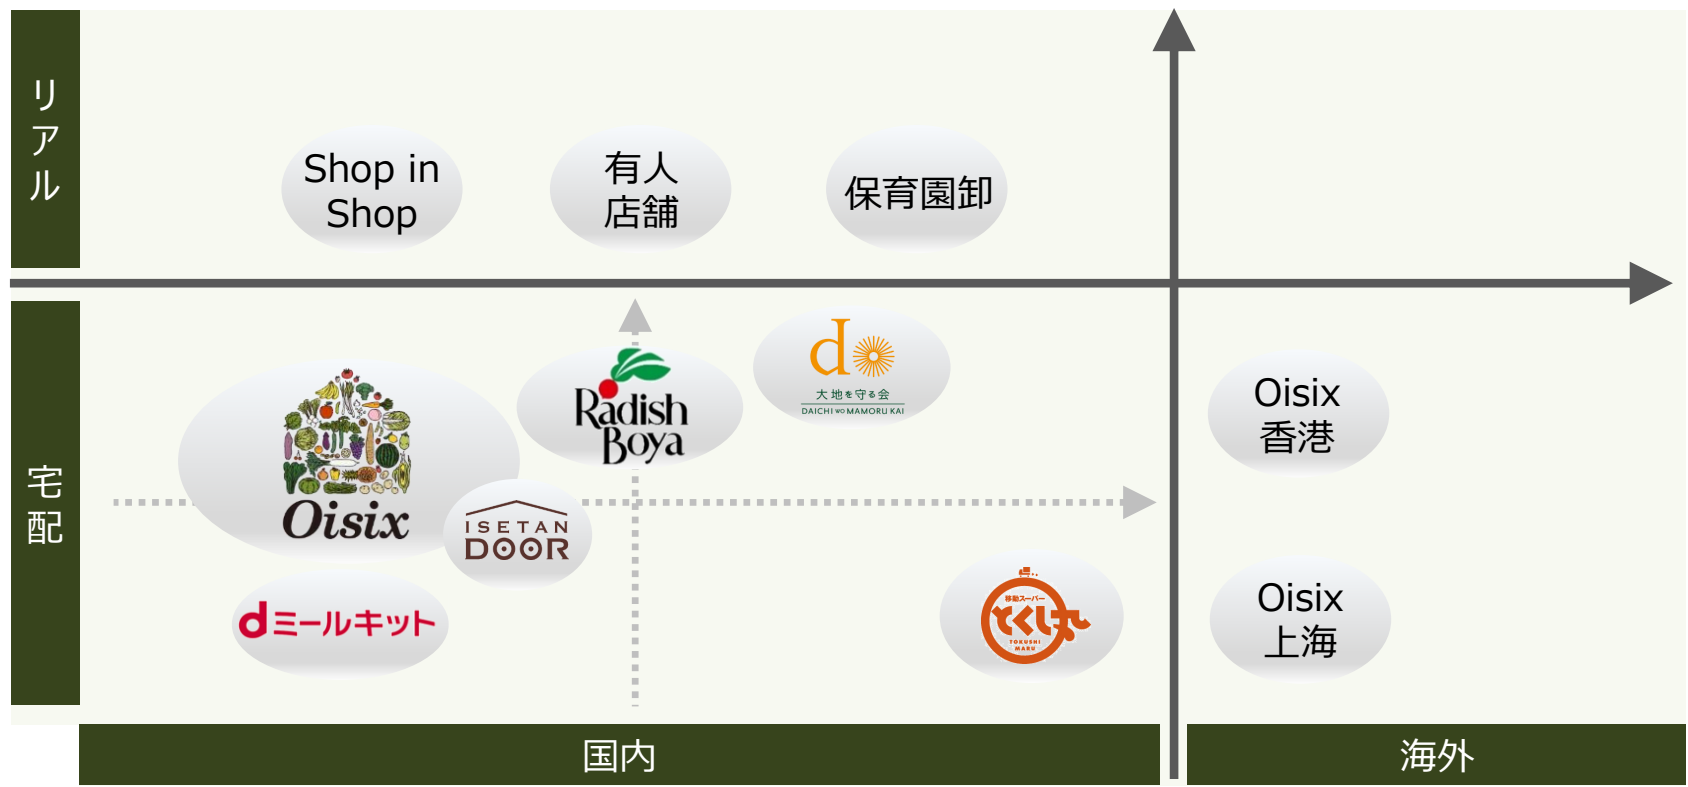 リアル
Shop in
Shop
有人
店舗
保育園卸
宅配
Oisix
Radish
Boya
do
大地を守る会
DAICHI WO MAMORU KAI
ISETAN
DOOR
dミールキット
移動スーパー
とくし丸
TOKUSHI
MARU
Oisix
香港
Oisix
上海
国内
海外